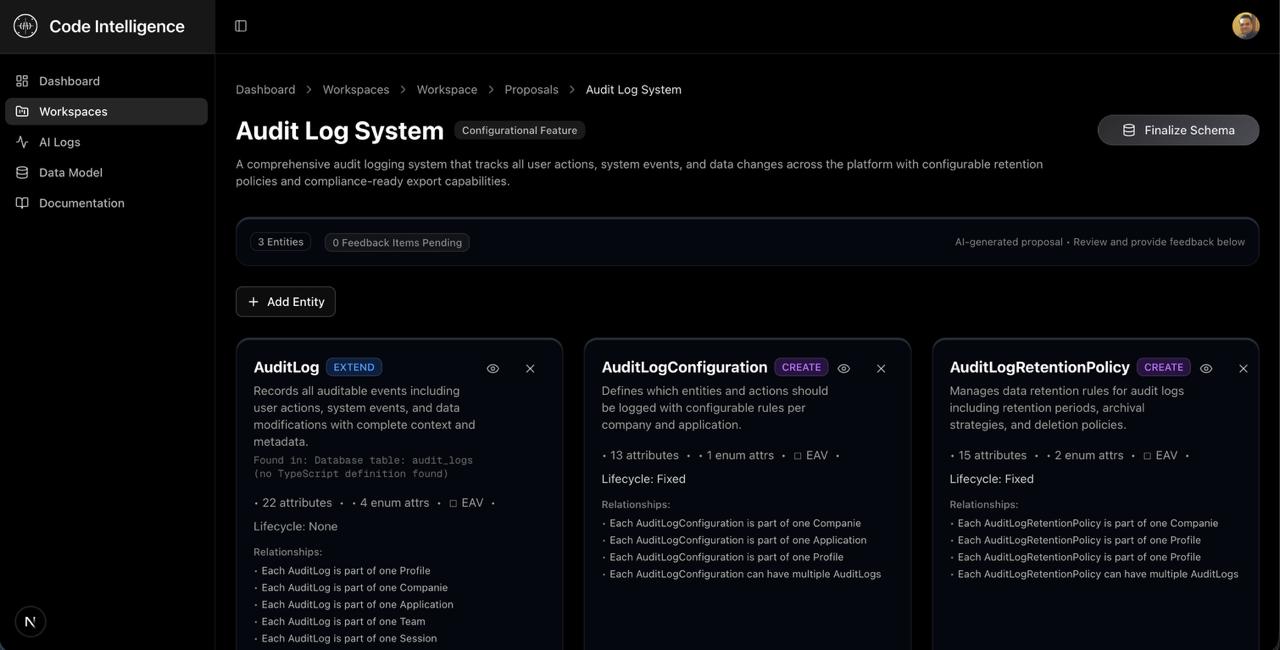 Code Intelligence
Dashboard
Workspaces
AI Logs
Data Model
Documentation
N
Dashboard > Workspaces > Workspace > Proposals > Audit Log System
Audit Log System Configurational Feature
Finalize Schema
A comprehensive audit logging system that tracks all user actions, system events, and data changes across the platform with configurable retention
policies and compliance-ready export capabilities.
3 Entities 0 Feedback Items Pending
AI-generated proposal • Review and provide feedback below
+ Add Entity
AuditLog EXTEND
Records all auditable events including
user actions, system events, and data
modifications with complete context and
metadata.
Found in: Database table: audit_logs
(no TypeScript definition found)
• 22 attributes • • 4 enum attrs • □ EAV •
Lifecycle: None
Relationships:
• Each AuditLog is part of one Profile
• Each AuditLog is part of one Companie
• Each AuditLog is part of one Application
• Each AuditLog is part of one Team
• Each AuditLog is part of one Session
AuditLogConfiguration CREATE
Defines which entities and actions should
be logged with configurable rules per
company and application.
• 13 attributes • • 1 enum attrs • □ EAV •
Lifecycle: Fixed
Relationships:
• Each AuditLogConfiguration is part of one Companie
• Each AuditLogConfiguration is part of one Application
• Each AuditLogConfiguration is part of one Profile
• Each AuditLogConfiguration can have multiple AuditLogs
AuditLogRetentionPolicy CREATE
Manages data retention rules for audit logs
including retention periods, archival
strategies, and deletion policies.
• 15 attributes • • 2 enum attrs • □ EAV •
Lifecycle: Fixed
Relationships:
• Each AuditLogRetentionPolicy is part of one Companie
• Each AuditLogRetentionPolicy is part of one Profile
• Each AuditLogRetentionPolicy is part of one Profile
• Each AuditLogRetentionPolicy can have multiple AuditLogs